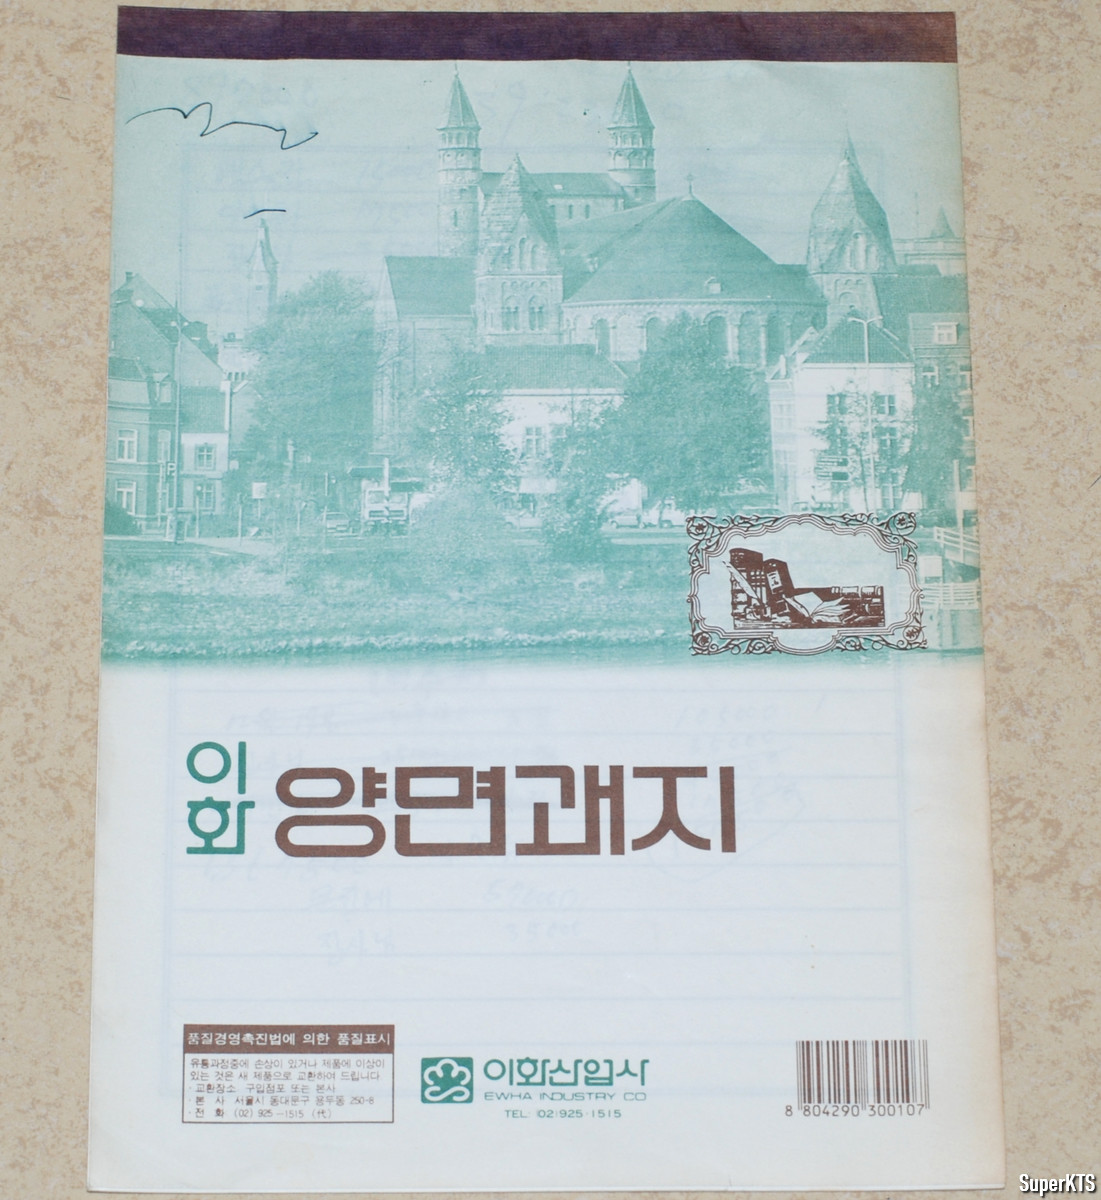 이화
양면괘지
품질경영촉진법에 의한 품질표시
유통과정중에 손상이 있거나 제품에 이상이
있는 것은 새 제품으로 교환하여 드립니다
· 교환장소 구입점포 또는 본사
· 본 사 서울시 동대문구 용두동 250-8
· 전 화 (02) 925-1515 (代)
이화산업사
EWHA INDUSTRY CO
TEL: 02)925-1515
8 804290 300107
SuperKTS